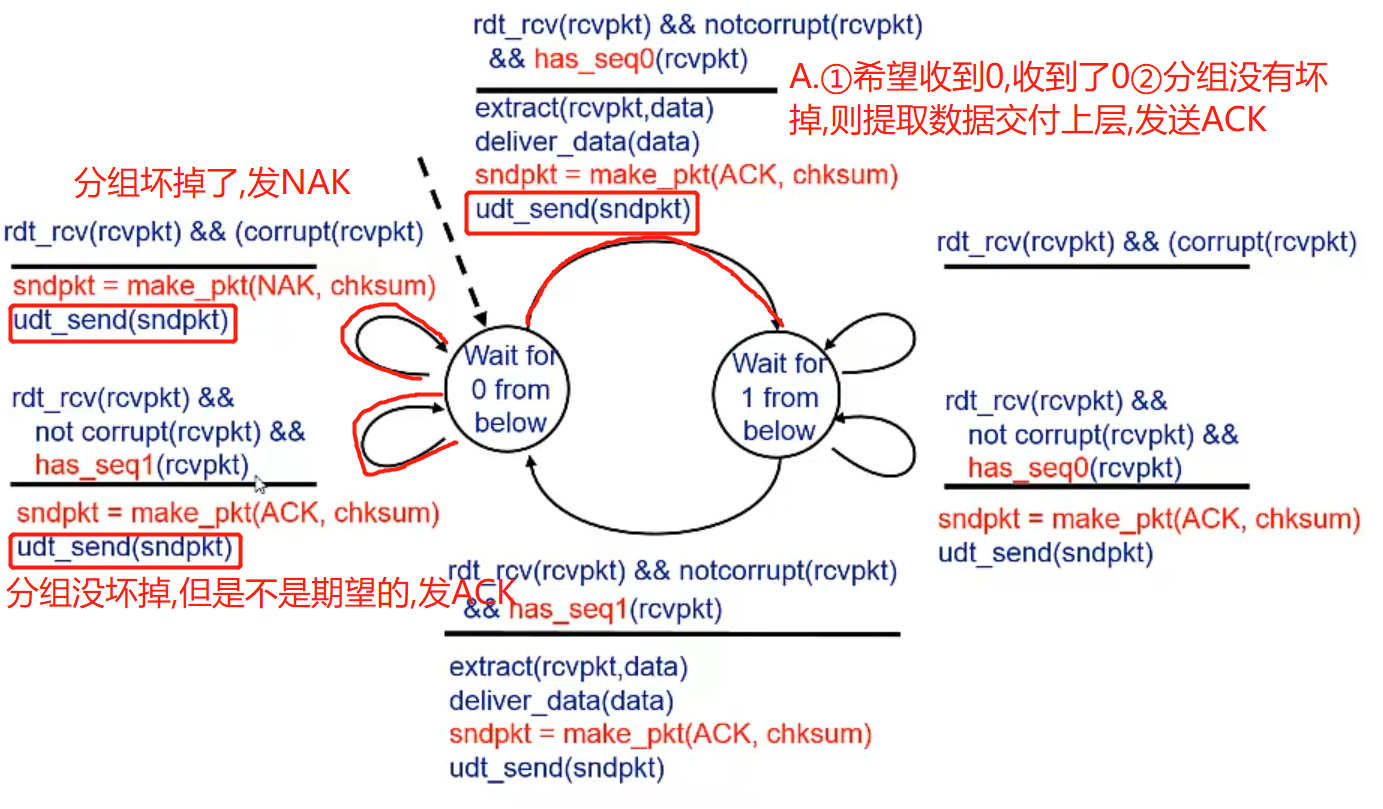 rdt_rcv(rcvpkt) && notcorrupt(rcvpkt)
&& has_seq0(rcvpkt)
extract(rcvpkt,data)
deliver_data(data)
sndpkt = make_pkt(ACK, chksum)
udt_send(sndpkt)
A.①希望收到0,收到了0②分组没有坏
掉,则提取数据交付上层,发送ACK
分组坏掉了,发NAK
rdt_rcv(rcvpkt) && (corrupt(rcvpkt)
sndpkt = make_pkt(NAK, chksum)
udt_send(sndpkt)
rdt_rcv(rcvpkt) &&
not corrupt(rcvpkt) &&
has_seq1(rcvpkt)
sndpkt = make_pkt(ACK, chksum)
udt_send(sndpkt)
分组没坏掉,但是不是期望的,发ACK
Wait for
0 from
below
Wait for
1 from
below
rdt_rcv(rcvpkt) && (corrupt(rcvpkt)
rdt_rcv(rcvpkt) &&
not corrupt(rcvpkt) &&
has_seq0(rcvpkt)
sndpkt = make_pkt(ACK, chksum)
udt_send(sndpkt)
rdt_rcv(rcvpkt) && notcorrupt(rcvpkt)
&& has_seq1(rcvpkt)
extract(rcvpkt,data)
deliver_data(data)
sndpkt = make_pkt(ACK, chksum)
udt_send(sndpkt)